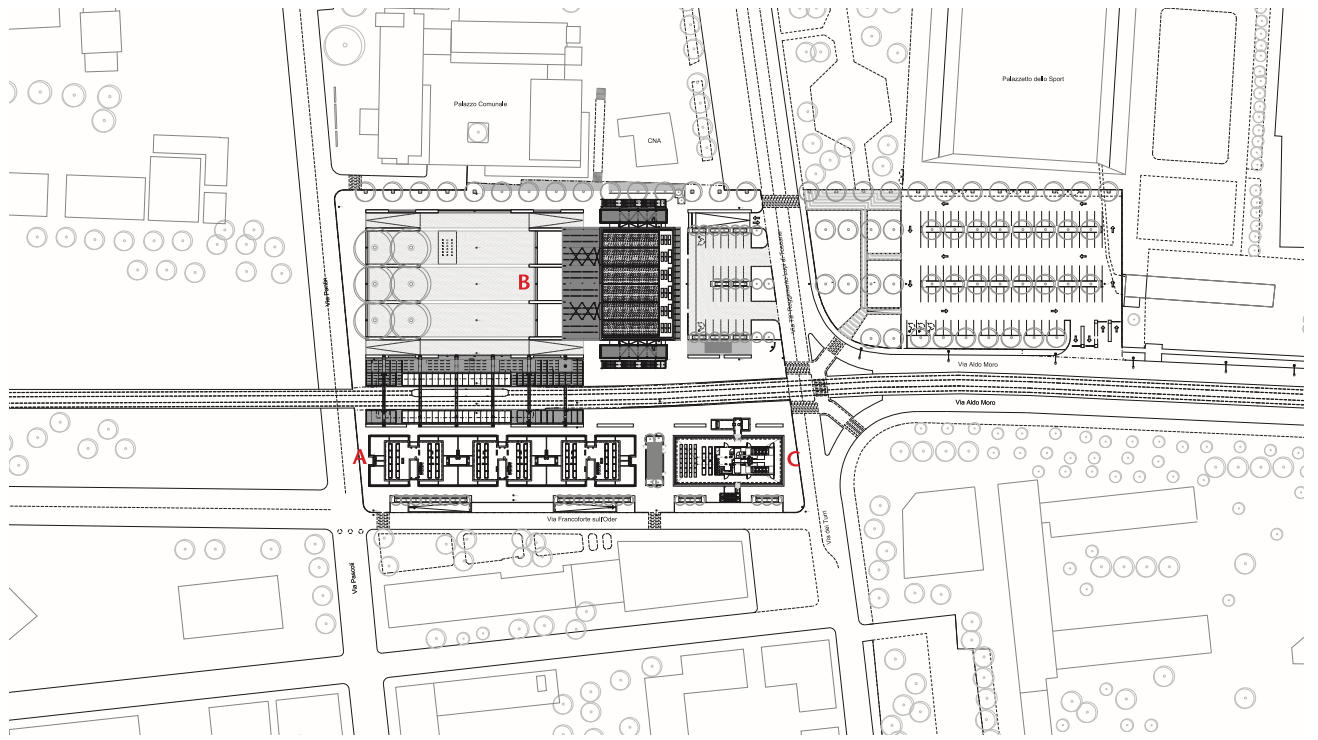 Palazzetto dello Sport
Palazzo Comunale
CNA
B
Via Aldo Moro
Via Aldo Moro
A
C
Via Francoforte sull'Oder
Via dei Turri
Via Pascoli